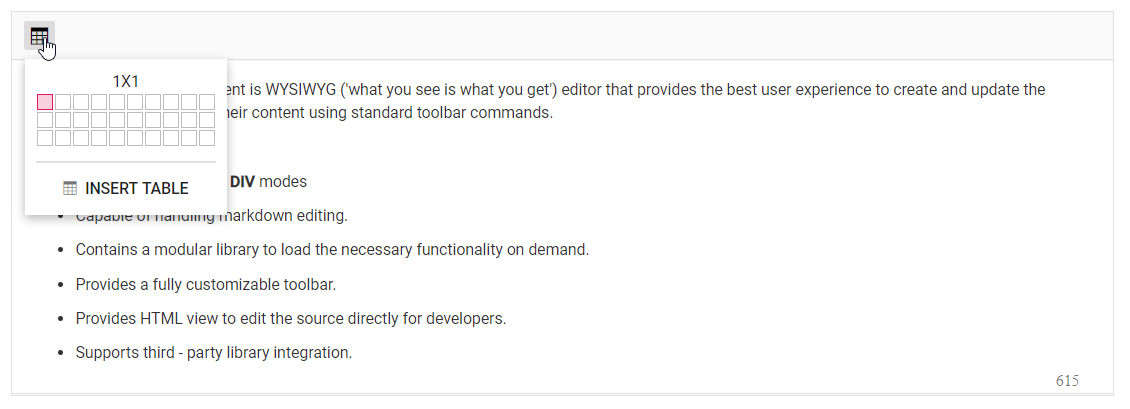 1X1
INSERT TABLE
ent is WYSIWYG ('what you see is what you get') editor that provides the best user experience to create and update the
heir content using standard toolbar commands.
DIV modes
Capable of handling markdown editing.
Contains a modular library to load the necessary functionality on demand.
Provides a fully customizable toolbar.
Provides HTML view to edit the source directly for developers.
Supports third - party library integration.
615